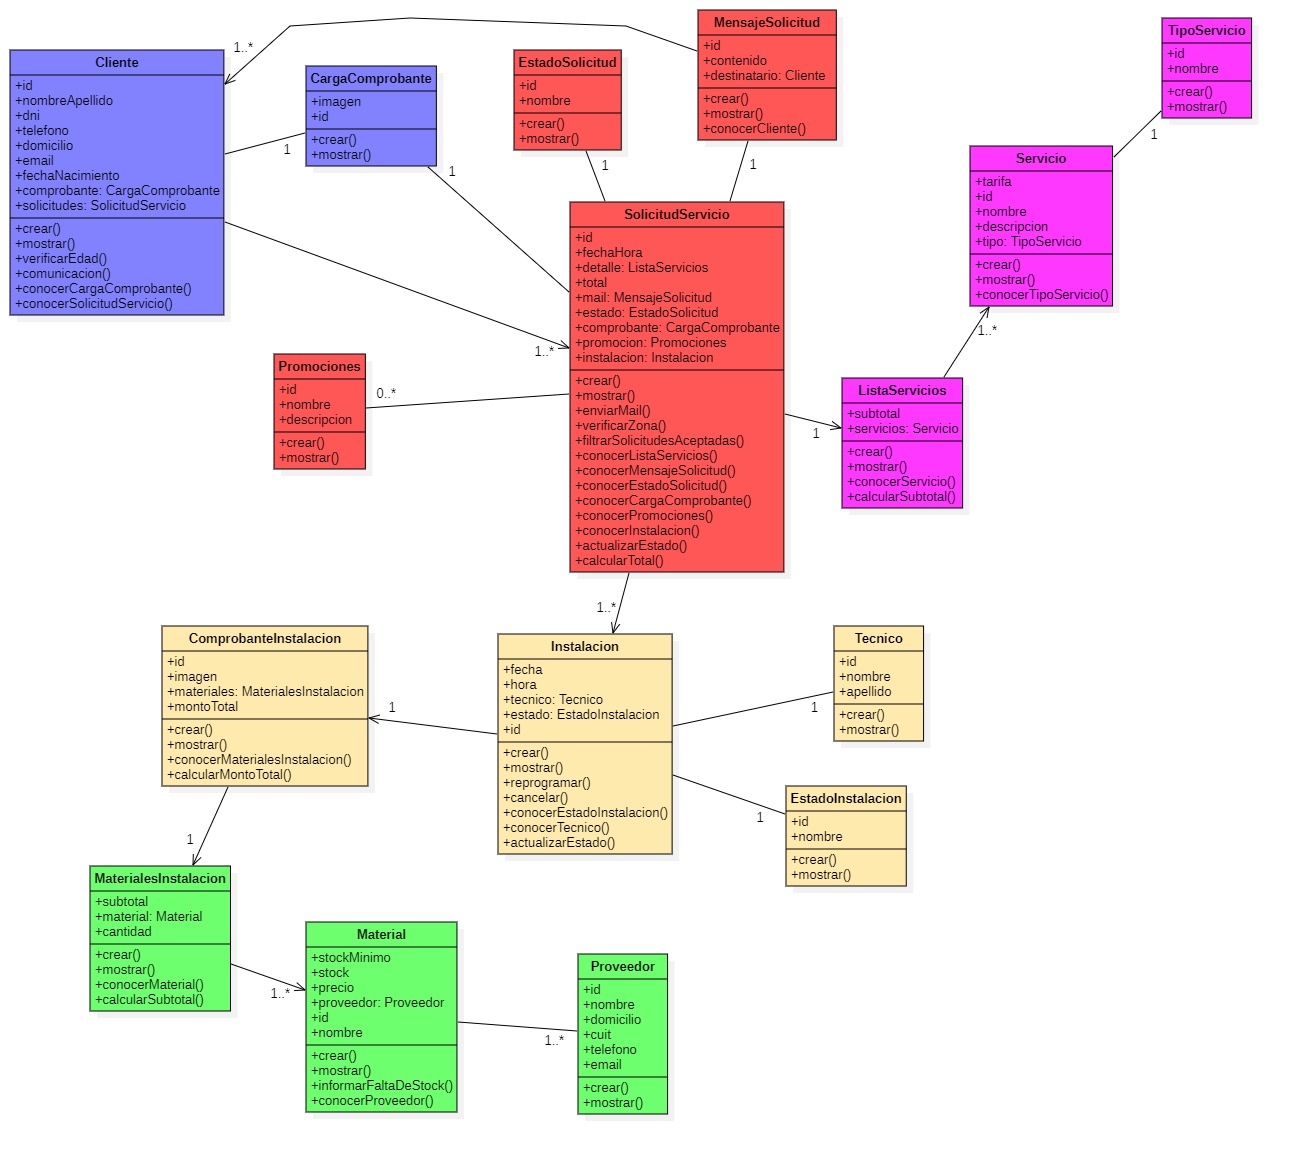 Cliente
+id
+nombreApellido
+dni
+telefono
+domicilio
+email
+fechaNacimiento
+comprobante: CargaComprobante
+solicitudes: SolicitudServicio
+crear()
+mostrar()
+verificarEdad()
+comunicacion()
+conocerCargaComprobante()
+conocerSolicitudServicio()
1..*
CargaComprobante
+imagen
+id
+crear()
+mostrar()
1
1
EstadoSolicitud
+id
+nombre
+crear()
+mostrar()
1
MensajeSolicitud
+id
+contenido
+destinatario: Cliente
+crear()
+mostrar()
+conocerCliente()
1
TipoServicio
+id
+nombre
+crear()
+mostrar()
1
Servicio
+tarifa
+id
+nombre
+descripcion
+tipo: TipoServicio
+crear()
+mostrar()
+conocerTipoServicio()
1..*
SolicitudServicio
+id
+fechaHora
+detalle: ListaServicios
+total
+mail: MensajeSolicitud
+estado: EstadoSolicitud
+comprobante: CargaComprobante
+promocion: Promociones
+instalacion: Instalacion
+crear()
+mostrar()
+enviarMail()
+verificarZona()
+filtrarSolicitudesAceptadas()
+conocerListaServicios()
+conocerMensajeSolicitud()
+conocerEstadoSolicitud()
+conocerCargaComprobante()
+conocerPromociones()
+conocerInstalacion()
+actualizarEstado()
+calcularTotal()
1..*
Promociones
+id
+nombre
+descripcion
+crear()
+mostrar()
0..*
ListaServicios
+subtotal
+servicios: Servicio
+crear()
+mostrar()
+conocerServicio()
+calcularSubtotal()
1
1..*
ComprobanteInstalacion
+id
+imagen
+materiales: MaterialesInstalacion
+montoTotal
+crear()
+mostrar()
+conocerMaterialesInstalacion()
+calcularMontoTotal()
1
Instalacion
+fecha
+hora
+tecnico: Tecnico
+estado: EstadoInstalacion
+id
+crear()
+mostrar()
+reprogramar()
+cancelar()
+conocerEstadoInstalacion()
+conocerTecnico()
+actualizarEstado()
Tecnico
+id
+nombre
+apellido
+crear()
+mostrar()
1
EstadoInstalacion
+id
+nombre
+crear()
+mostrar()
1
1
MaterialesInstalacion
+subtotal
+material: Material
+cantidad
+crear()
+mostrar()
+conocerMaterial()
+calcularSubtotal()
1..*
Material
+stockMinimo
+stock
+precio
+proveedor: Proveedor
+id
+nombre
+crear()
+mostrar()
+informarFaltaDeStock()
+conocerProveedor()
1..*
Proveedor
+id
+nombre
+domicilio
+cuit
+telefono
+email
+crear()
+mostrar()